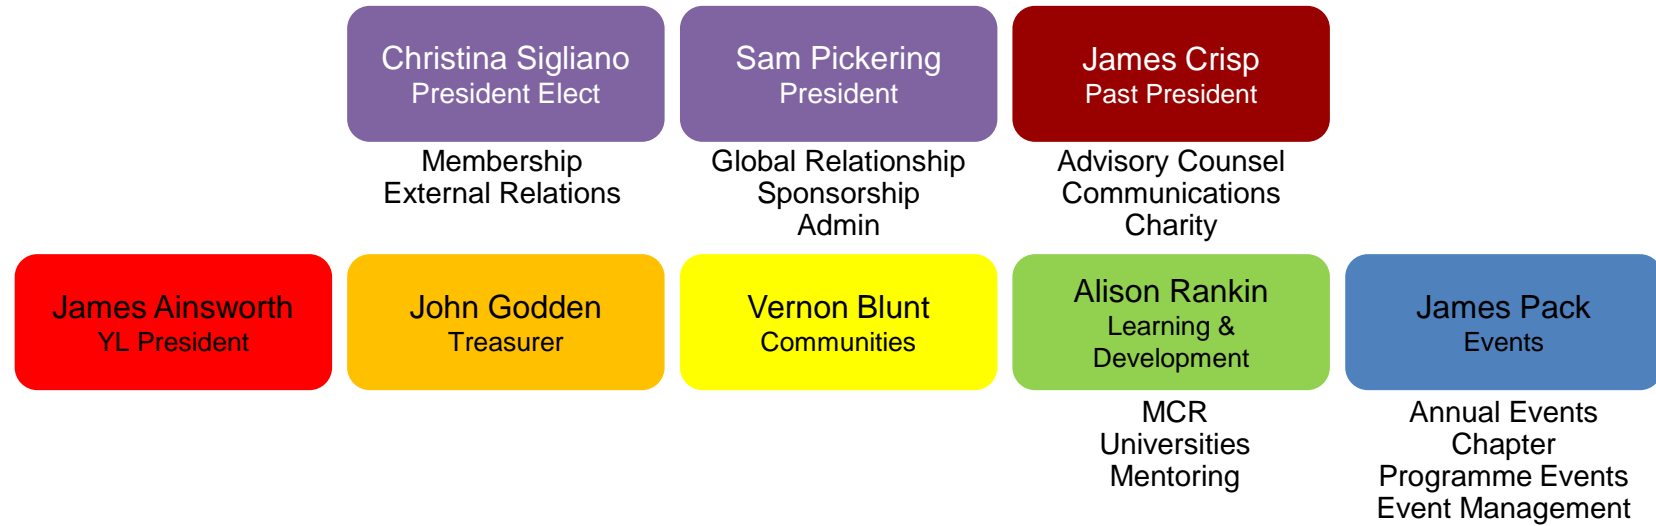 Christina Sigliano
President Elect
Sam Pickering
President
James Crisp
Past President
Membership
External Relations
Global Relationship
Sponsorship
Admin
Advisory Counsel
Communications
Charity
James Ainsworth
YL President
John Godden
Treasurer
Vernon Blunt
Communities
Alison Rankin
Learning &
Development
James Pack
Events
MCR
Universities
Mentoring
Annual Events
Chapter
Programme Events
Event Management